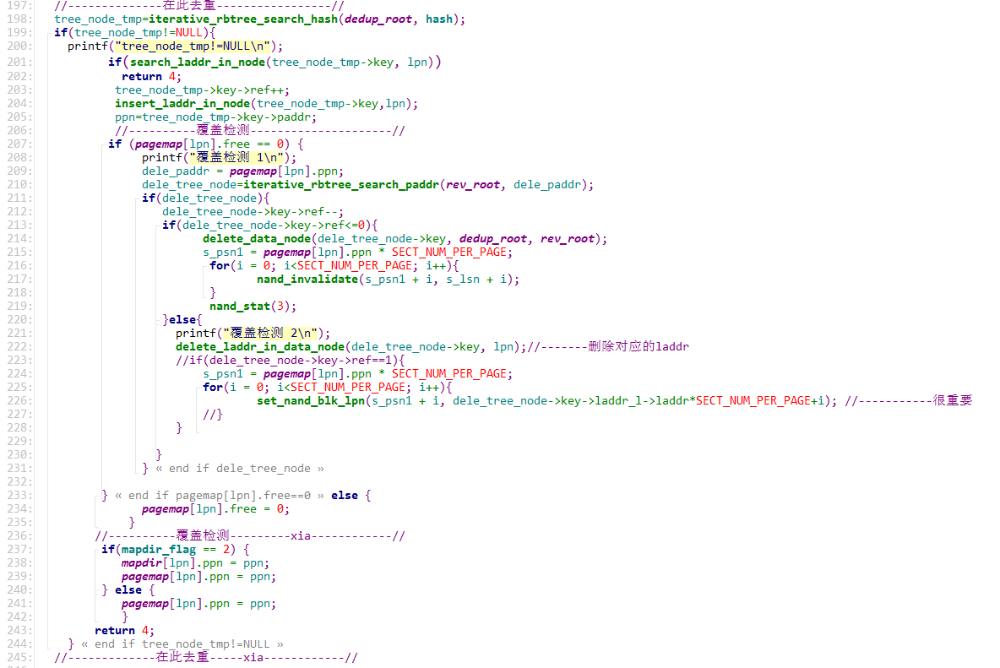 197: //--------------在此去重-----------------//
198: tree_node_tmp=iterative_rbtree_search_hash(dedup_root, hash);
199: if(tree_node_tmp!=NULL){
200: printf("tree_node_tmp!=NULL\n");
201: if(search_laddr_in_node(tree_node_tmp->key, lpn))
202: return 4;
203: tree_node_tmp->key->ref++;
204: insert_laddr_in_node(tree_node_tmp->key,lpn);
205: ppn=tree_node_tmp->key->paddr;
206: //----------覆盖检测---------------------//
207: if (pagemap[lpn].free == 0) {
208: printf("覆盖检测 1\n");
209: dele_paddr = pagemap[lpn].ppn;
210: dele_tree_node=iterative_rbtree_search_paddr(rev_root, dele_paddr);
211: if(dele_tree_node){
212: dele_tree_node->key->ref--;
213: if(dele_tree_node->key->ref<=0){
214: delete_data_node(dele_tree_node->key, dedup_root, rev_root);
215: s_psn1 = pagemap[lpn].ppn * SECT_NUM_PER_PAGE;
216: for(i = 0; i<SECT_NUM_PER_PAGE; i++){
217: nand_invalidate(s_psn1 + i, s_lsn + i);
218: }
219: nand_stat(3);
220: }else{
221: printf("覆盖检测 2\n");
222: delete_laddr_in_data_node(dele_tree_node->key, lpn);//-------删除对应的laddr
223: //if(dele_tree_node->key->ref==1){
224: s_psn1 = pagemap[lpn].ppn * SECT_NUM_PER_PAGE;
225: for(i = 0; i<SECT_NUM_PER_PAGE; i++){
226: set_nand_blk_lpn(s_psn1 + i, dele_tree_node->key->laddr_l->laddr*SECT_NUM_PER_PAGE+i); //-----------很重要
227: //}
228: }
229:
230: }
231: } « end if dele_tree_node »
232:
233: } « end if pagemap[lpn].free==0 » else {
234: pagemap[lpn].free = 0;
235: }
236: //----------覆盖检测---------xia------------//
237: if(mapdir_flag == 2) {
238: mapdir[lpn].ppn = ppn;
239: pagemap[lpn].ppn = ppn;
240: } else {
241: pagemap[lpn].ppn = ppn;
242: }
243: return 4;
244: } « end if tree_node_tmp!=NULL »
245: //-------------在此去重-----xia------------//